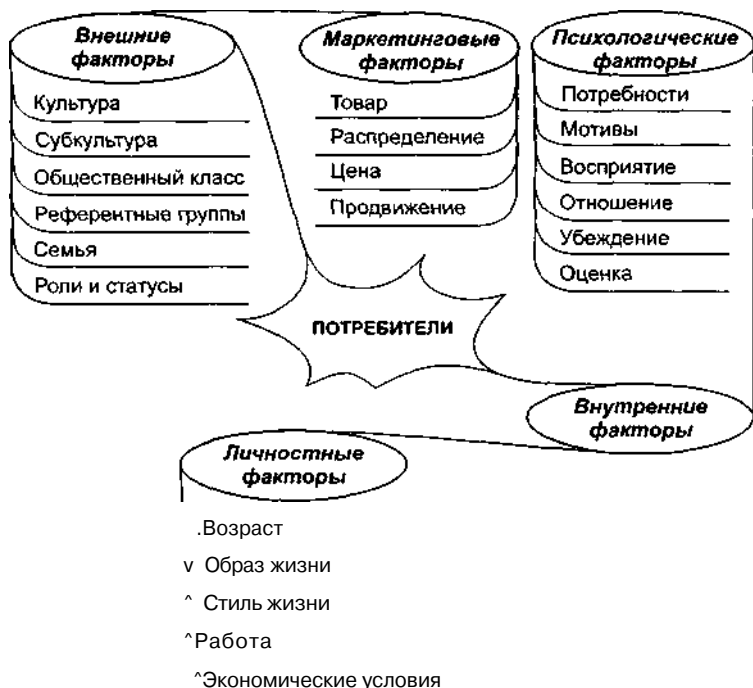 Внешние
факторы
Культура
Субкультура
Общественный класс
Референтные группы
Семья
Роли и статусы
Маркетинговые
факторы
Товар
Распределение
Цена
Продвижение
Психологические
факторы
Потребности
Мотивы
Восприятие
Отношение
Убеждение
Оценка
ПОТРЕБИТЕЛИ
Внутренние
факторы
Личностные
факторы
.Возраст
v Образ жизни
^ Стиль жизни
^Работа
^Экономические условия